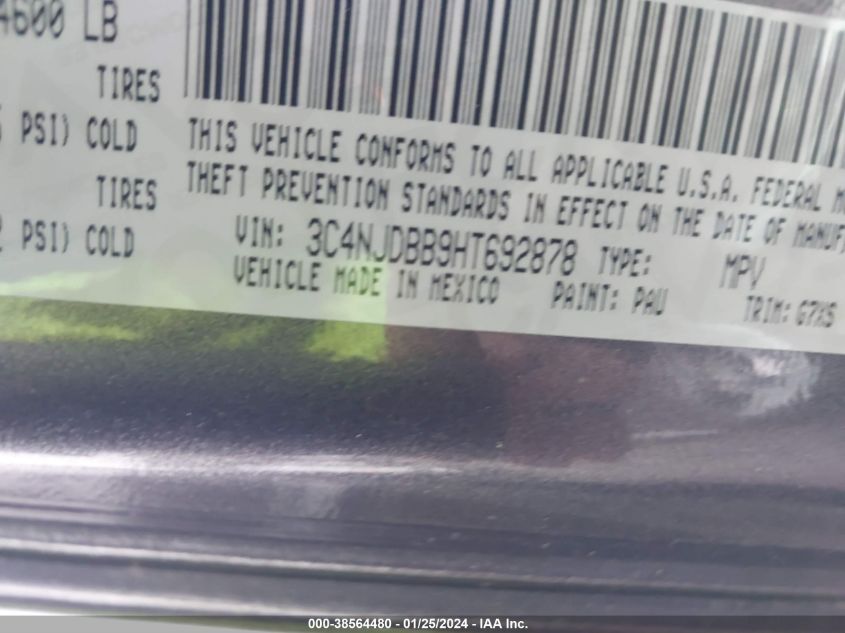 4600 LB
TIRES
PSI) COLD
THIS VEHICLE CONFORMS TO ALL APPLICABLE U.S.A. FEDERAL
THEFT PREVENTION STANDARDS IN EFFECT ON THE DATE OF MANUF
TIRES
PSI) COLD
VIN: 3C4NJDBB9HT692878 TYPE: MPV
VEHICLE MADE IN MEXICO PAINT: PAU TRIM: G7X5
000-38564480 - 01/25/2024 - IAA Inc.